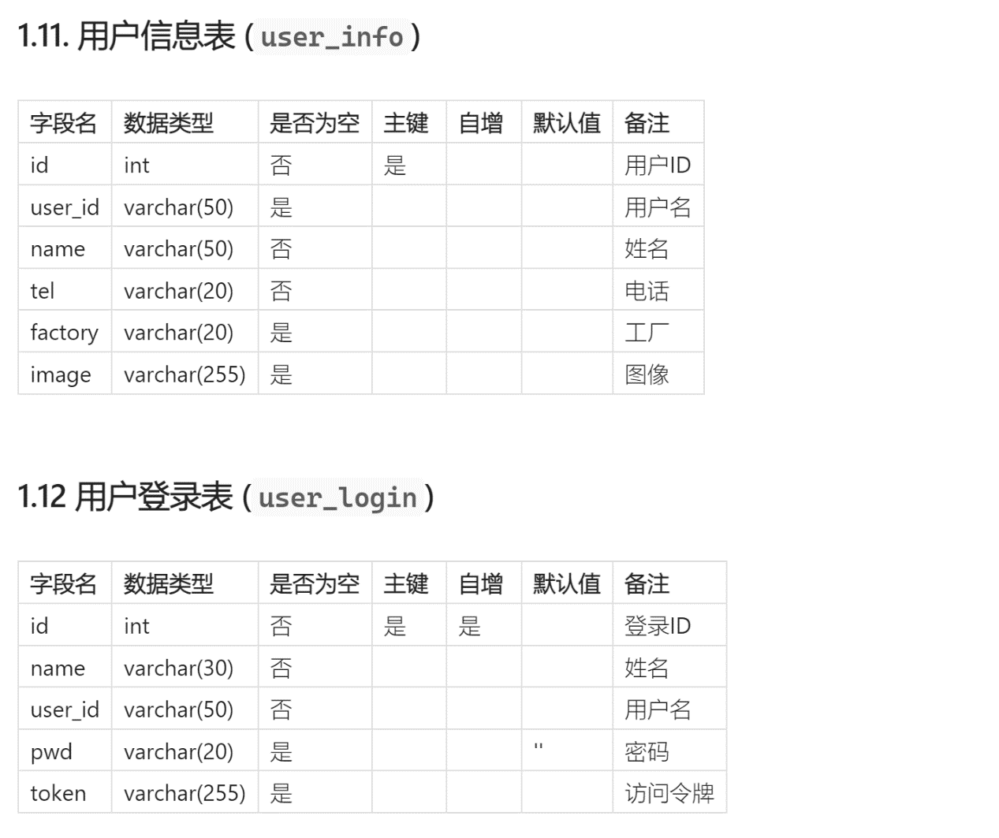 1.11. 用户信息表 (user_info)
字段名 数据类型 是否为空 主键 自增 默认值 备注
id int 否 是 用户ID
user_id varchar(50) 是 用户名
name varchar(50) 否 姓名
tel varchar(20) 否 电话
factory varchar(20) 是 工厂
image varchar(255) 是 图像
1.12 用户登录表 (user_login)
字段名 数据类型 是否为空 主键 自增 默认值 备注
id int 否 是 是 登录ID
name varchar(30) 否 姓名
user_id varchar(50) 否 用户名
pwd varchar(20) 是 '' 密码
token varchar(255) 是 访问令牌